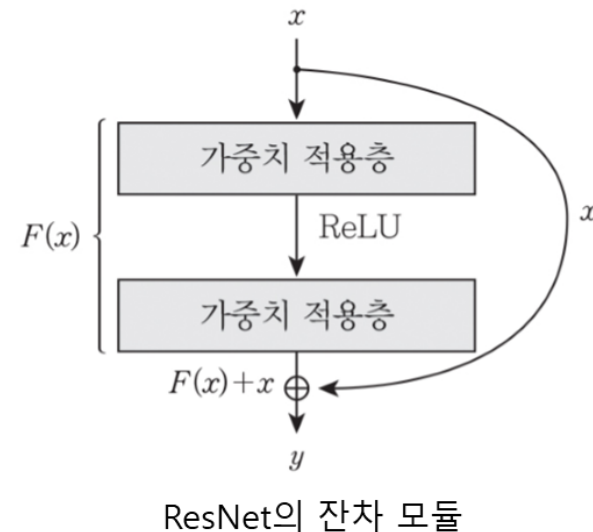 x
가중치 적용층
ReLU
F(x)
x
가중치 적용층
F(x)+x
y
ResNet의 잔차 모듈